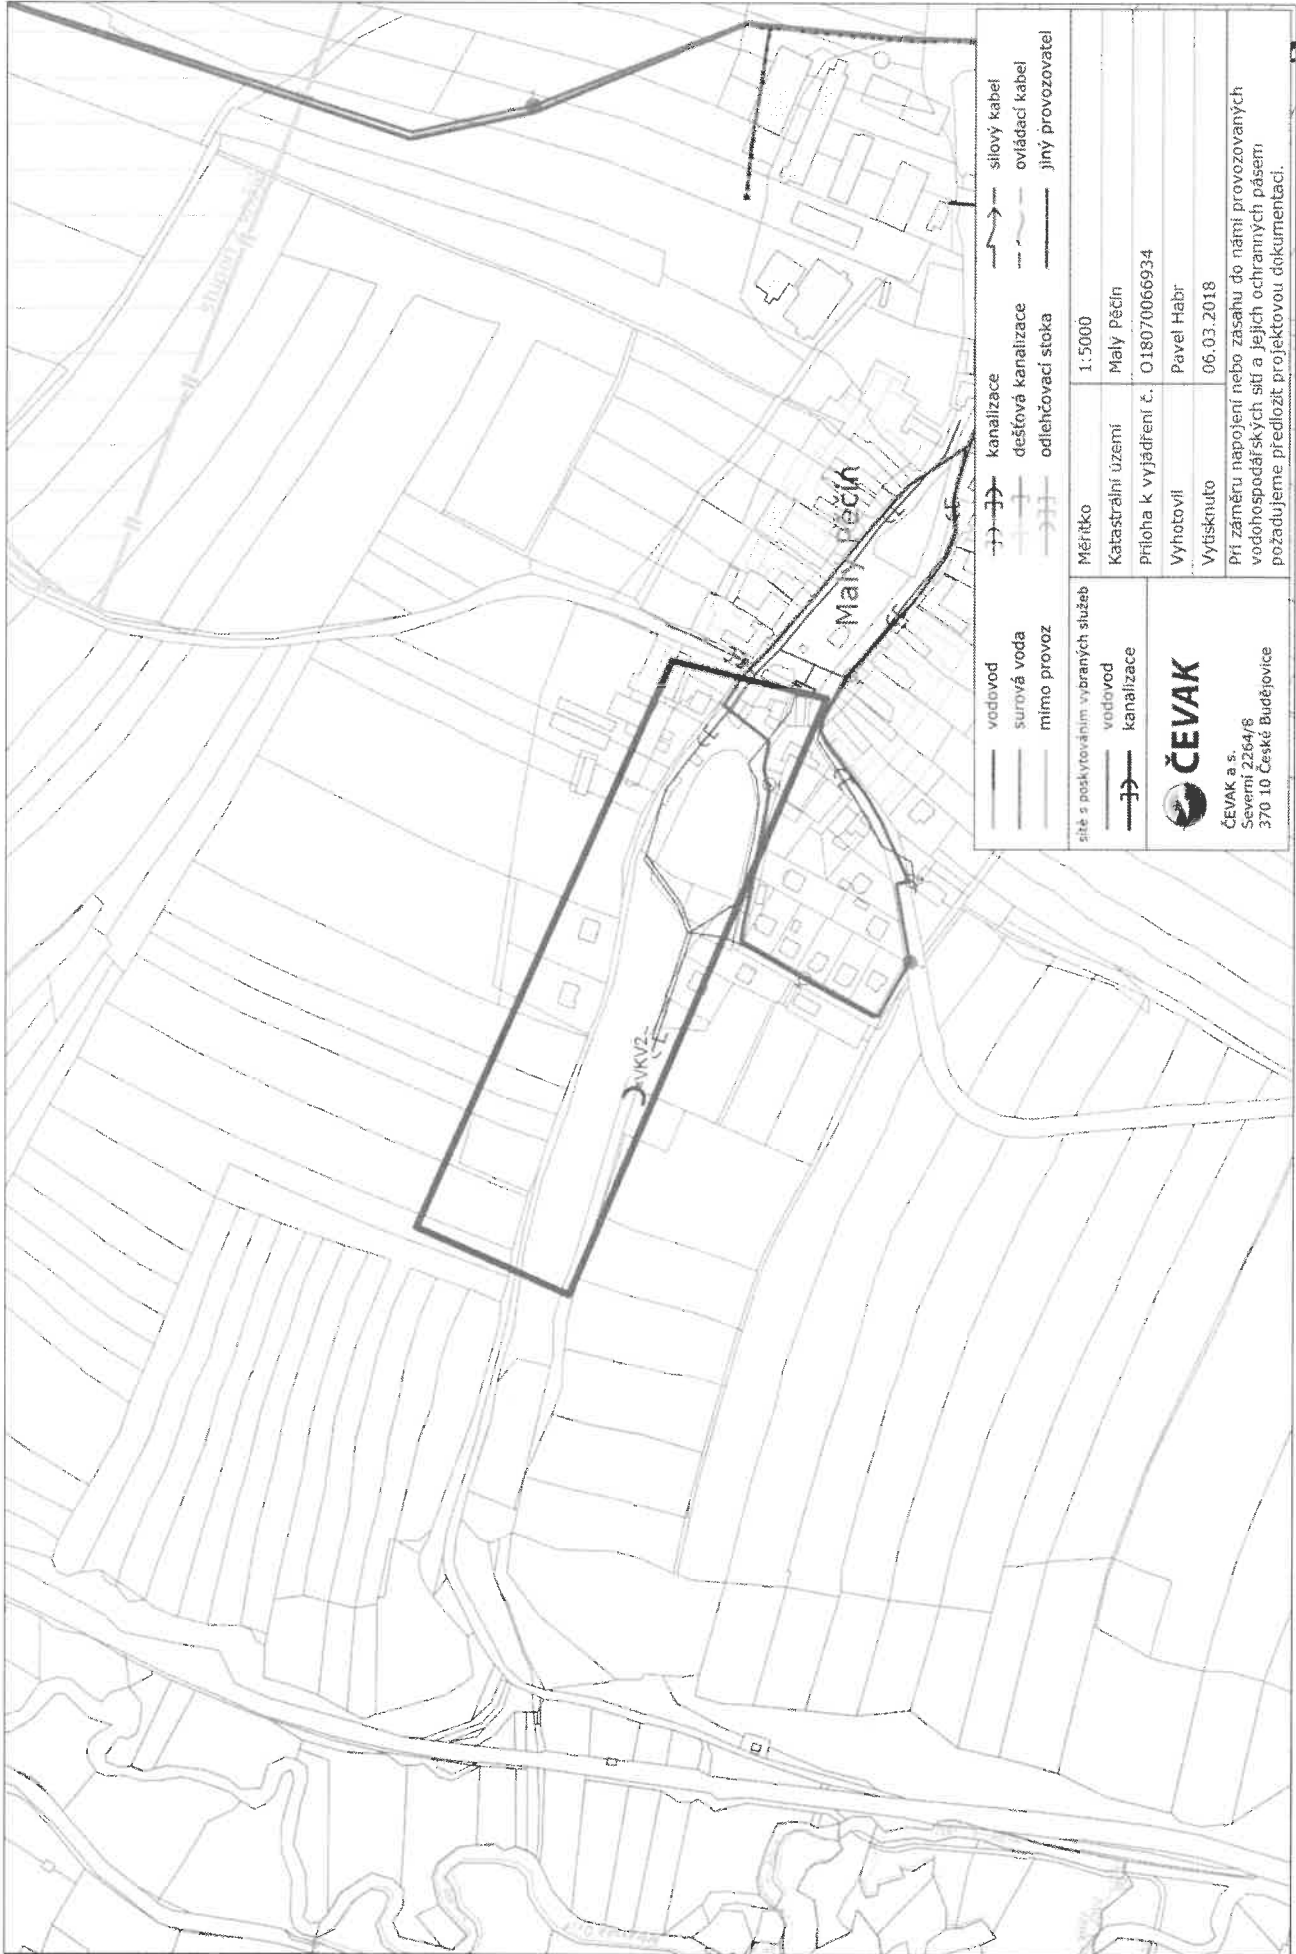 Malý Pěčín
VKV2
vodovod
surová voda
mimo provoz
kanalizace
dešťová kanalizace
odlehčovací stoka
silový kabel
ovládací kabel
jiný provozovatel
sítě s poskytováním vybraných služeb
vodovod
kanalizace
ČEVAK
ČEVAK a s.
Severní 2264/8
370 10 České Budějovice
Měřítko 1:5000
Katastrální území Malý Pěčín
Příloha k vyjádření č. O18070066934
Vyhotovil Pavel Habr
Vytisknuto 06.03.2018
Při záměru napojení nebo zásahu do námi provozovaných
vodohospodářských sítí a jejich ochranných pásem
požadujeme předložit projektovou dokumentaci.